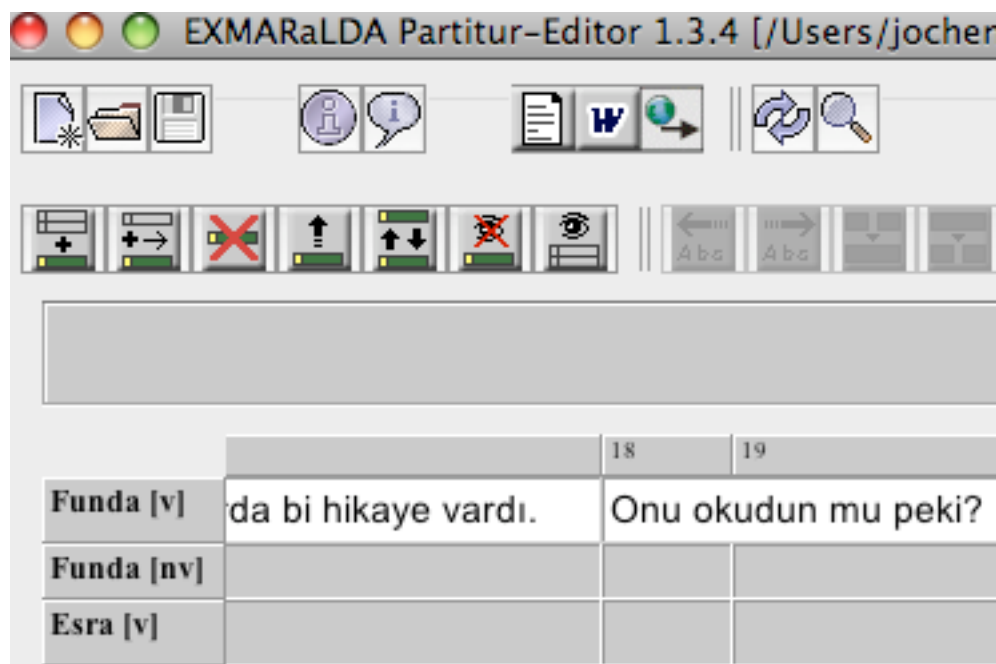 EXMARaLDA Partitur-Editor 1.3.4 [/Users/jocher
18 19
Funda [v] da bi hikaye vardı. Onu okudun mu peki?
Funda [nv]
Esra [v]